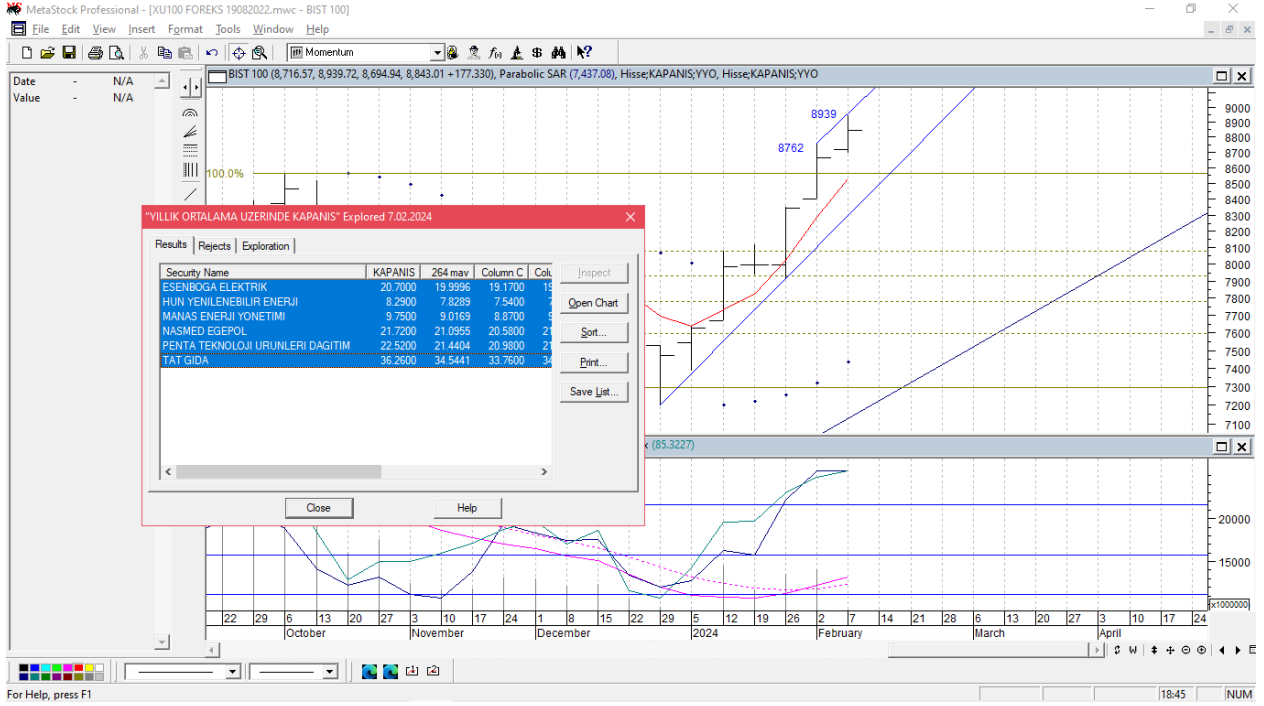 MetaStock Professional - [XU100 FOREKS 19082022.mwc - BIST 100]
File Edit View Insert Format Tools Window Help
Momentum
Date - N/A
Value - N/A
BIST 100 (8,716.57, 8,939.72, 8,694.94, 8,843.01 +177.330), Parabolic SAR (7,437.08), Hisse;KAPANIS;YYO, Hisse;KAPANIS;YYO
8939
8762
100.0%
9000
8900
8800
8700
8600
8500
8400
8300
8200
8100
8000
7900
7800
7700
7600
7500
7400
7300
7200
7100
"YILLIK ORTALAMA UZERINDE KAPANIS" Explored 7.02.2024
Results Rejects Exploration
Security Name KAPANIS 264 mav Column C Colu
ESENBOGA ELEKTRIK 20.7000 19.9996 19.1700 19
HUN YENILENEBILIR ENERJI 8.2900 7.8289 7.5400 7
MANAS ENERJI YONETIMI 9.7500 9.0169 8.8700 9
NASMED EGEPOL 21.7200 21.0955 20.5800 21
PENTA TEKNOLOJI URUNLERI DAGITIM 22.5200 21.4404 20.9800 21
TAT GIDA 36.2600 34.5441 33.7600 34
Inspect
Open Chart
Sort...
Print...
Save List...
Close Help
x (85.3227)
20000
15000
x1000000
22 29 6 13 20 27 3 10 17 24 1 8 15 22 29 5 12 19 26 2 7 14 21 28 6 13 20 27 3 10 17 24
October November December 2024 February March April
For Help, press F1
18:45 NUM